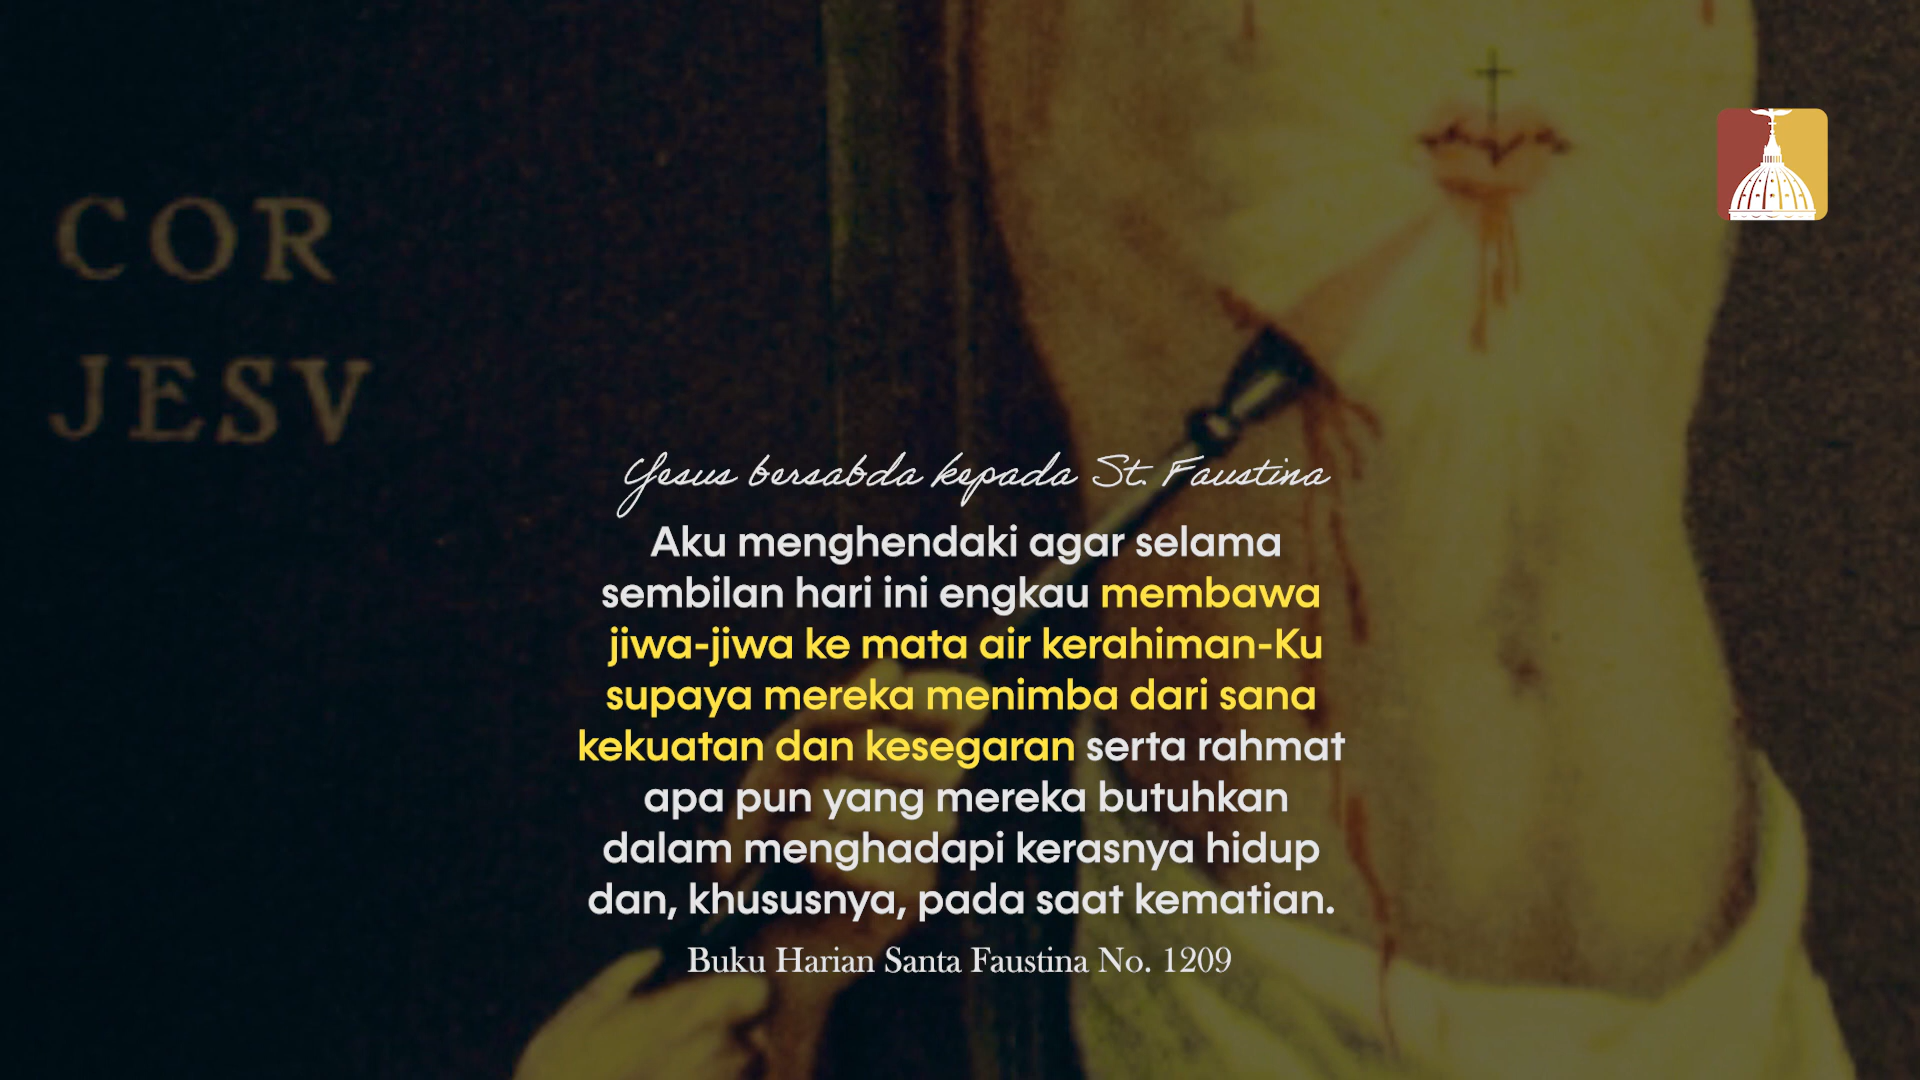 COR
JESV
Yesus bersabda kepada St. Faustina
Aku menghendaki agar selama
sembilan hari ini engkau membawa
jiwa-jiwa ke mata air kerahiman-Ku
supaya mereka menimba dari sana
kekuatan dan kesegaran serta rahmat
apa pun yang mereka butuhkan
dalam menghadapi kerasnya hidup
dan, khususnya, pada saat kematian.
Buku Harian Santa Faustina No. 1209